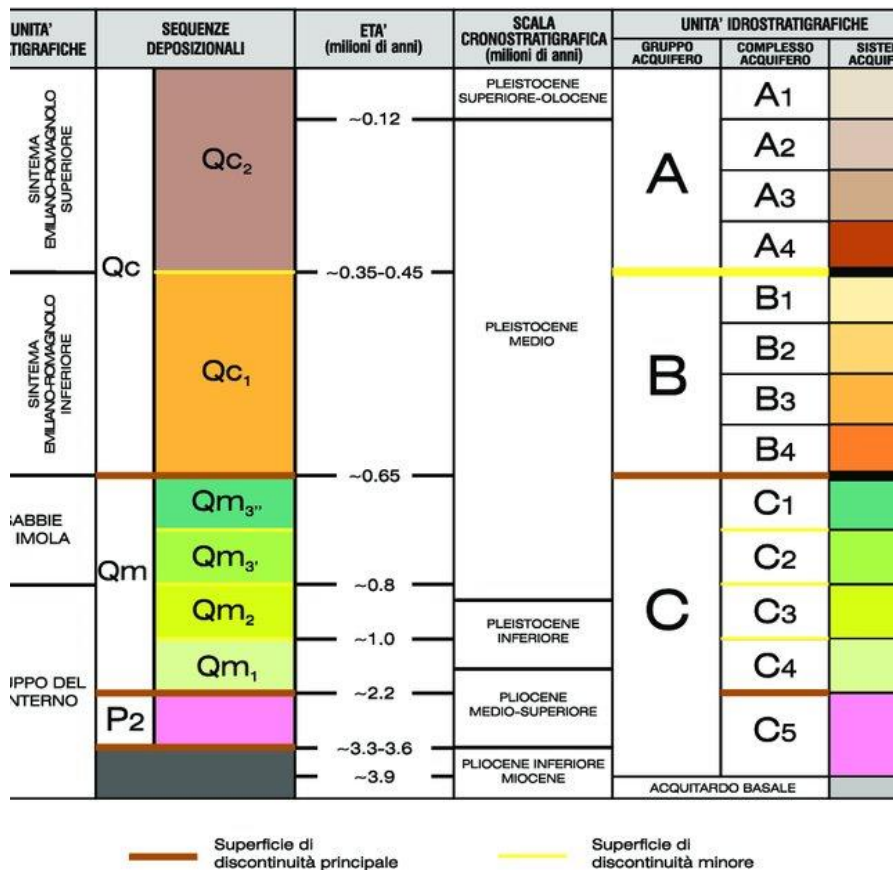 UNITA'
TIGRAFICHE
SEQUENZE
DEPOSIZIONALI
ETA'
(milioni di anni)
SCALA
CRONOSTRATIGRAFICA
(milioni di anni)
UNITA' IDROSTRATIGRAFICHE
GRUPPO
ACQUIFERO
COMPLESSO
ACQUIFERO
SISTE
ACQUIF
SINTEMA
EMILIANO-ROMAGNOLO
SUPERIORE
SINTEMA
EMILIANO-ROMAGNOLO
INFERIORE
SABBIE
IMOLA
UPPO DEL
NTERNO
Qc
Qm
P2
Qc2
Qc1
Qm3''
Qm3'
Qm2
Qm1
~0.12
~0.35-0.45
~0.65
~0.8
~1.0
~2.2
~3.3-3.6
~3.9
PLEISTOCENE
SUPERIORE-OLOCENE
PLEISTOCENE
MEDIO
PLEISTOCENE
INFERIORE
PLIOCENE
MEDIO-SUPERIORE
PLIOCENE INFERIORE
MIOCENE
A
B
C
A1
A2
A3
A4
B1
B2
B3
B4
C1
C2
C3
C4
C5
ACQUITARDO BASALE
Superficie di
discontinuità principale
Superficie di
discontinuità minore